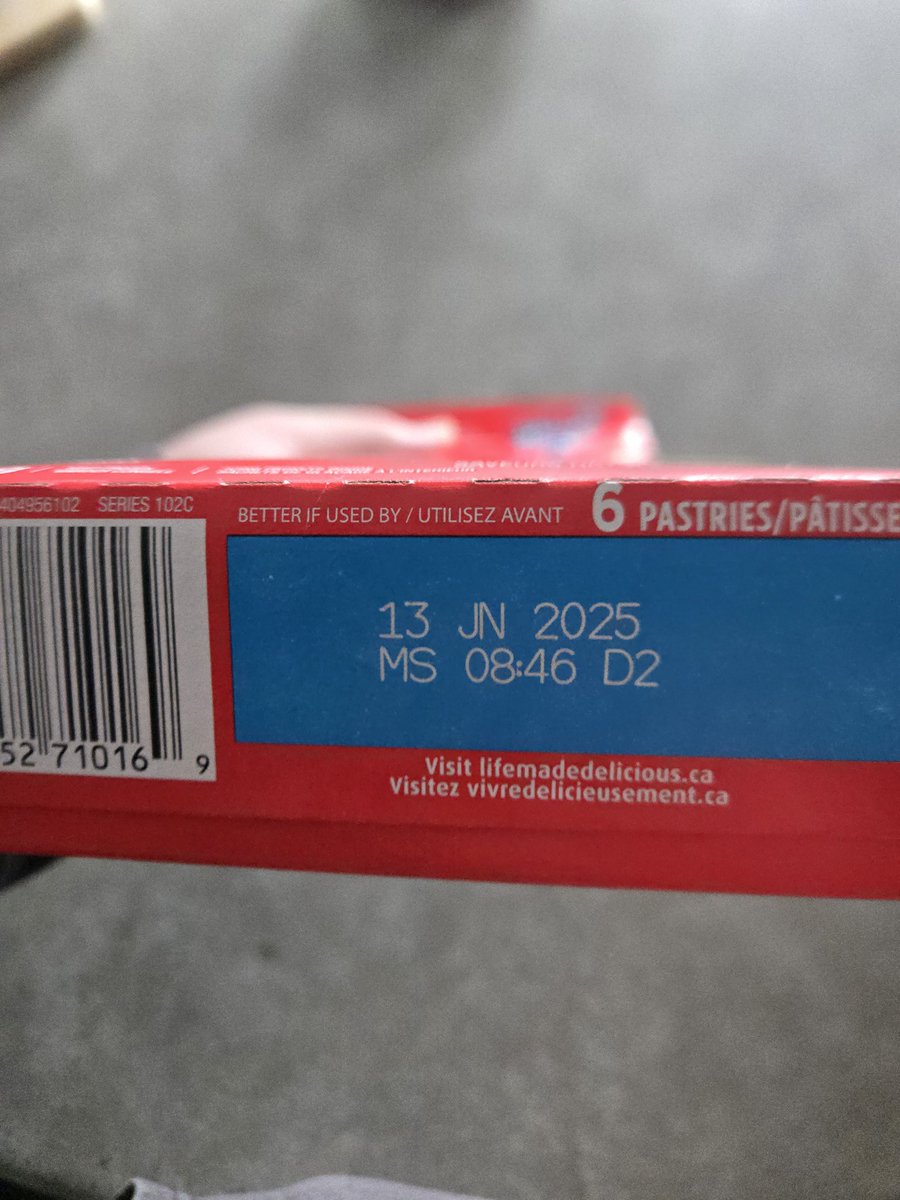 404956102 SERIES 102C
BETTER IF USED BY / UTILISEZ AVANT
6 PASTRIES/PÂTISSE
13 JN 2025
MS 08:46 D2
52 71016 9
Visit lifemadedelicious.ca
Visitez vivredelicieusement.ca